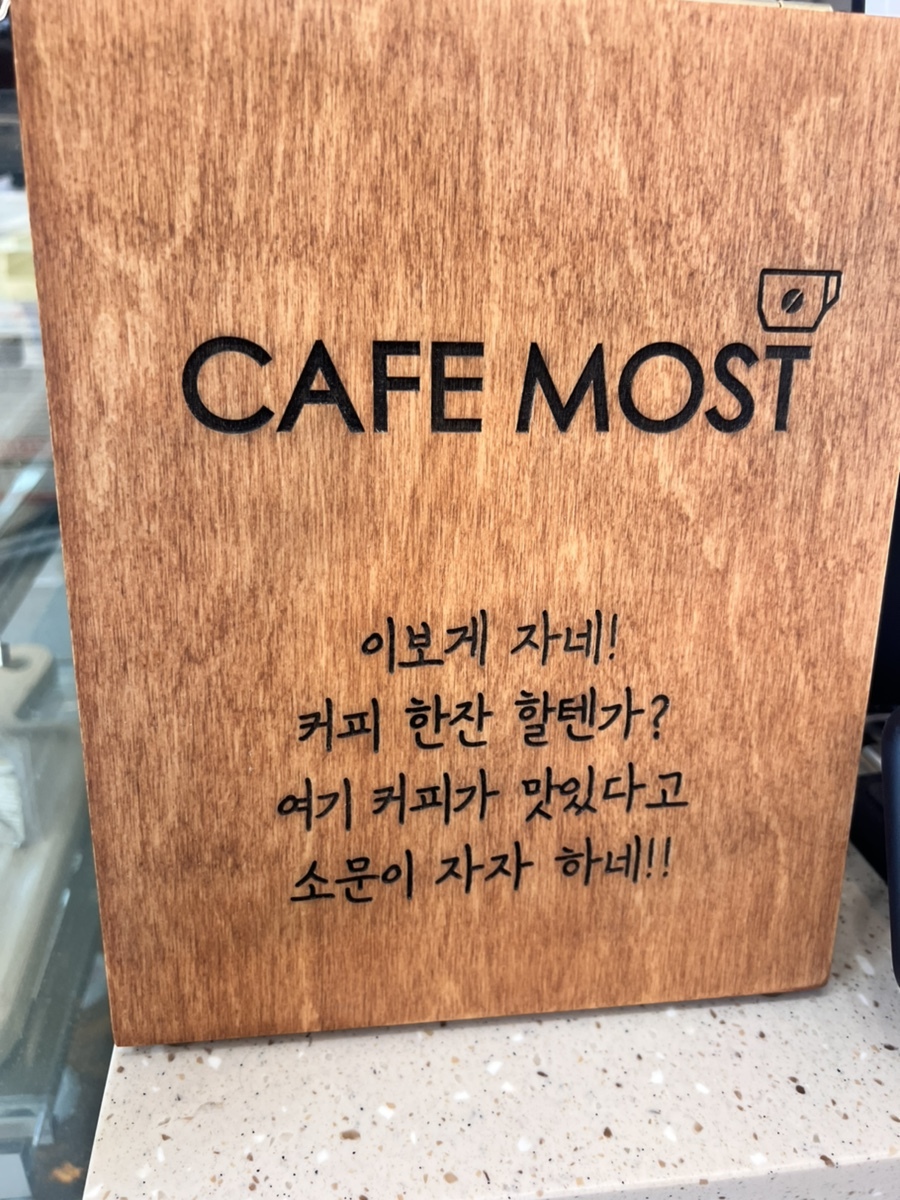 CAFE MOST
이보게 자네!
커피 한잔 할텐가?
여기 커피가 맛있다고
소문이 자자 하네!!